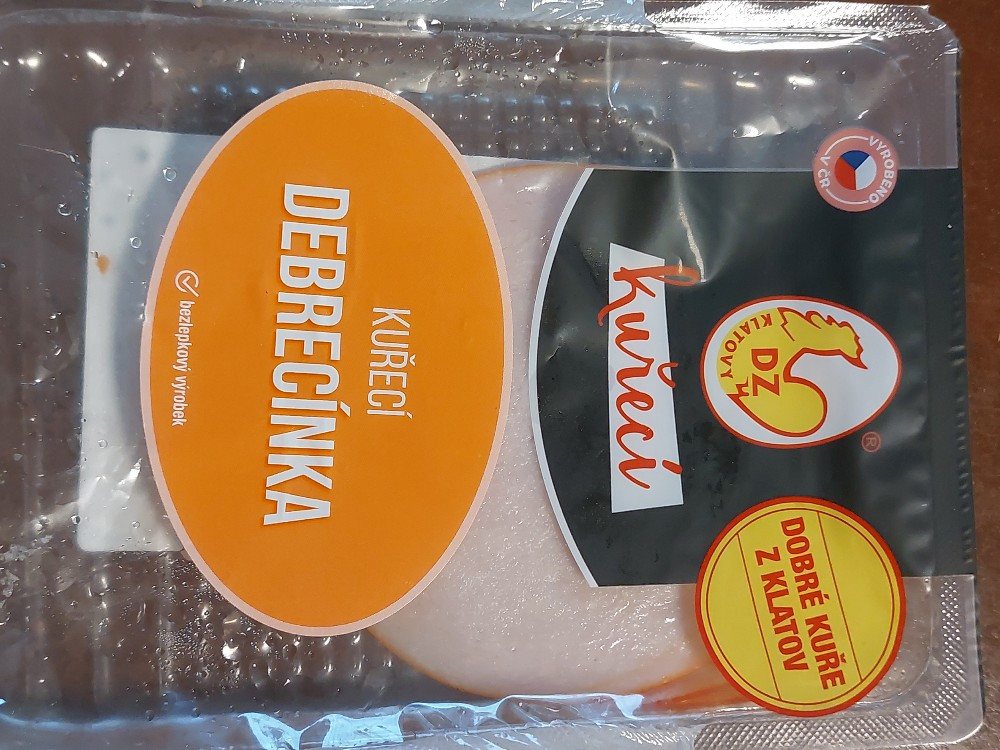 VYROBENO
V ČR
DZ
KLATOVY
®
DOBRÉ KUŘE
Z KLATOV
Kuřecí
KUŘECÍ
DEBRECÍNKA
bezlepkový výrobek